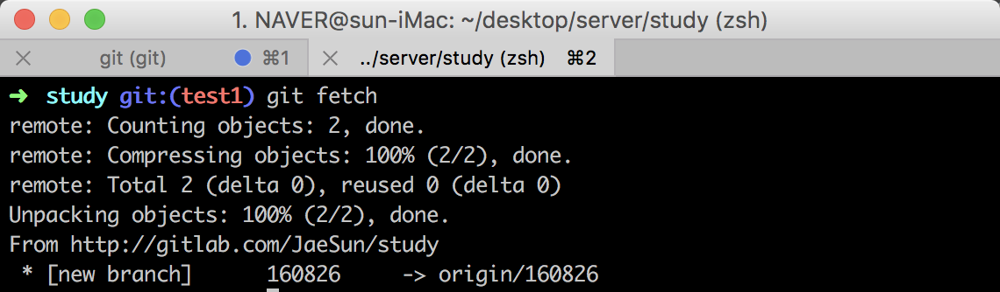 1. NAVER@sun-iMac: ~/desktop/server/study (zsh)
git (git) ⌘1 ../server/study (zsh) ⌘2
➜ study git:(test1) git fetch
remote: Counting objects: 2, done.
remote: Compressing objects: 100% (2/2), done.
remote: Total 2 (delta 0), reused 0 (delta 0)
Unpacking objects: 100% (2/2), done.
From http://gitlab.com/JaeSun/study
 * [new branch]      160826     -> origin/160826